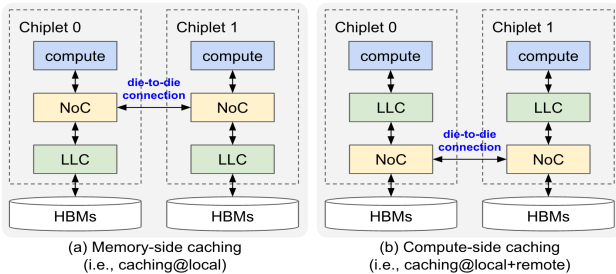 Chiplet 0
Chiplet 1
compute
compute
die-to-die
connection
NoC
NoC
LLC
LLC
HBMs
HBMs
(a) Memory-side caching
(i.e., caching@local)
Chiplet 0
Chiplet 1
compute
compute
LLC
LLC
die-to-die
connection
NoC
NoC
HBMs
HBMs
(b) Compute-side caching
(i.e., caching@local+remote)